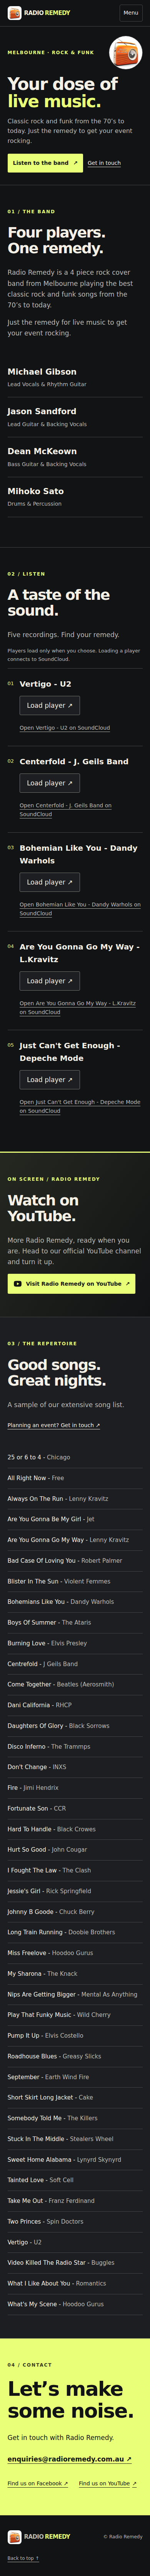 RADIO REMEDY
Menu
MELBOURNE · ROCK & FUNK
Your dose of
live music.
Classic rock and funk from the 70's to
today. Just the remedy to get your event
rocking.
Listen to the band ↗
Get in touch
01 / THE BAND
Four players.
One remedy.
Radio Remedy is a 4 piece rock cover
band from Melbourne playing the best
classic rock and funk songs from the
70's to today.
Just the remedy for live music to get
your event rocking.
Michael Gibson
Lead Vocals & Rhythm Guitar
Jason Sandford
Lead Guitar & Backing Vocals
Dean McKeown
Bass Guitar & Backing Vocals
Mihoko Sato
Drums & Percussion
02 / LISTEN
A taste of the
sound.
Five recordings. Find your remedy.
Players load only when you choose. Loading a player
connects to SoundCloud.
01 Vertigo - U2
Load player ↗
Open Vertigo - U2 on SoundCloud
02 Centerfold - J. Geils Band
Load player ↗
Open Centerfold - J. Geils Band on
SoundCloud
03 Bohemian Like You - Dandy
Warhols
Load player ↗
Open Bohemian Like You - Dandy Warhols on
SoundCloud
04 Are You Gonna Go My Way -
L.Kravitz
Load player ↗
Open Are You Gonna Go My Way - L.Kravitz
on SoundCloud
05 Just Can't Get Enough -
Depeche Mode
Load player ↗
Open Just Can't Get Enough - Depeche Mode
on SoundCloud
ON SCREEN / RADIO REMEDY
Watch on
YouTube.
More Radio Remedy, ready when you
are. Head to our official YouTube channel
and turn it up.
Visit Radio Remedy on YouTube ↗
03 / THE REPERTOIRE
Good songs.
Great nights.
A sample of our extensive song list.
Planning an event? Get in touch ↗
25 or 6 to 4 - Chicago
All Right Now - Free
Always On The Run - Lenny Kravitz
Are You Gonna Be My Girl - Jet
Are You Gonna Go My Way - Lenny Kravitz
Bad Case Of Loving You - Robert Palmer
Blister In The Sun - Violent Femmes
Bohemians Like You - Dandy Warhols
Boys Of Summer - The Ataris
Burning Love - Elvis Presley
Centrefold - J Geils Band
Come Together - Beatles (Aerosmith)
Dani California - RHCP
Daughters Of Glory - Black Sorrows
Disco Inferno - The Trammps
Don't Change - INXS
Fire - Jimi Hendrix
Fortunate Son - CCR
Hard To Handle - Black Crowes
Hurt So Good - John Cougar
I Fought The Law - The Clash
Jessie's Girl - Rick Springfield
Johnny B Goode - Chuck Berry
Long Train Running - Doobie Brothers
Miss Freelove - Hoodoo Gurus
My Sharona - The Knack
Nips Are Getting Bigger - Mental As Anything
Play That Funky Music - Wild Cherry
Pump It Up - Elvis Costello
Roadhouse Blues - Greasy Slicks
September - Earth Wind Fire
Short Skirt Long Jacket - Cake
Somebody Told Me - The Killers
Stuck In The Middle - Stealers Wheel
Sweet Home Alabama - Lynyrd Skynyrd
Tainted Love - Soft Cell
Take Me Out - Franz Ferdinand
Two Princes - Spin Doctors
Vertigo - U2
Video Killed The Radio Star - Buggles
What I Like About You - Romantics
What's My Scene - Hoodoo Gurus
04 / CONTACT
Let's make
some noise.
Get in touch with Radio Remedy.
enquiries@radioremedy.com.au ↗
Find us on Facebook ↗
Find us on YouTube ↗
RADIO REMEDY
© Radio Remedy
Back to top ↑